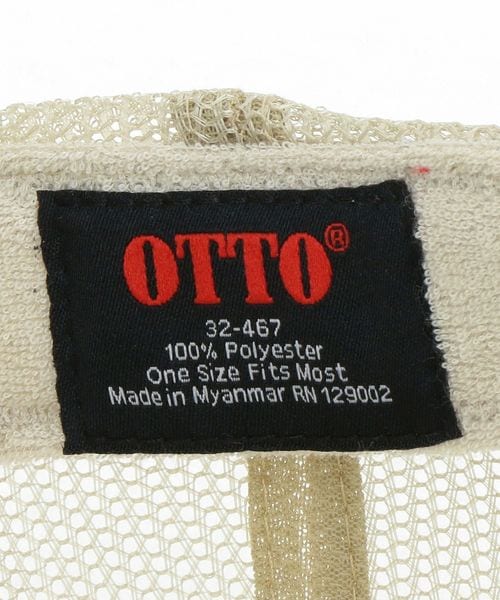 OTTO®
32-467
100% Polyester
One Size Fits Most
Made in Myanmar RN 129002